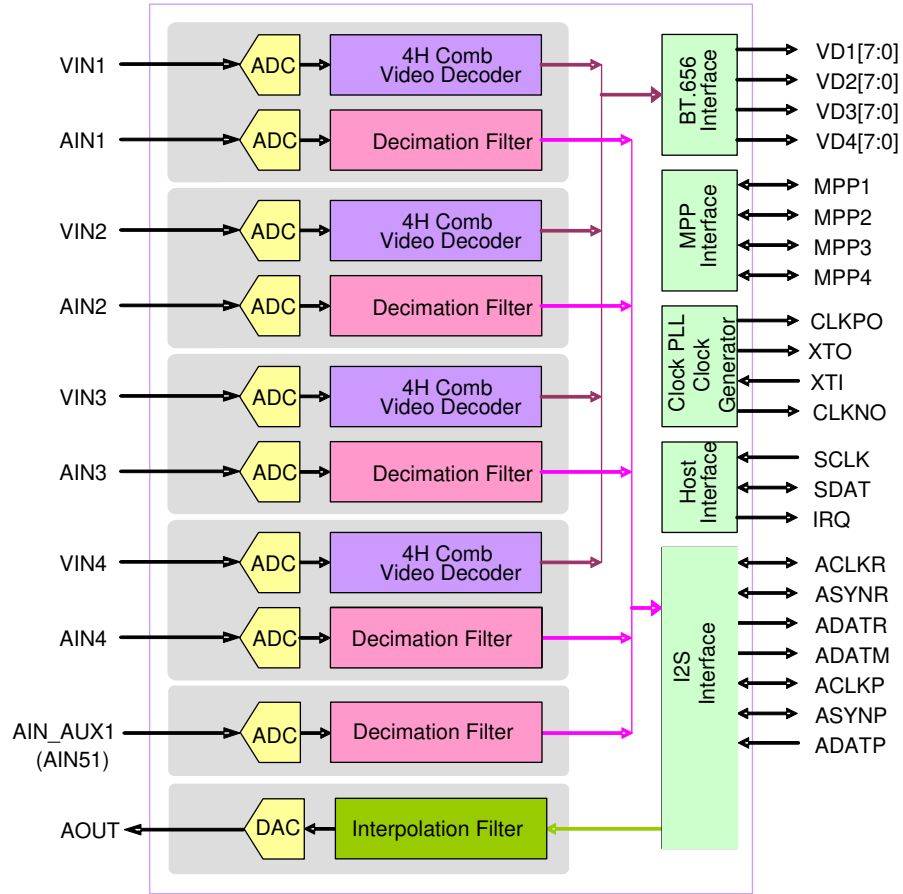 VIN1
ADC
4H Comb
Video Decoder
AIN1
ADC
Decimation Filter
VIN2
ADC
4H Comb
Video Decoder
AIN2
ADC
Decimation Filter
VIN3
ADC
4H Comb
Video Decoder
AIN3
ADC
Decimation Filter
VIN4
ADC
4H Comb
Video Decoder
AIN4
ADC
Decimation Filter
AIN_AUX1
(AIN51)
ADC
Decimation Filter
AOUT
DAC
Interpolation Filter
BT.656
Interface
VD1[7:0]
VD2[7:0]
VD3[7:0]
VD4[7:0]
MPP
Interface
MPP1
MPP2
MPP3
MPP4
Clock PLL
Clock
Generator
CLKPO
XTO
XTI
CLKNO
Host
Interface
SCLK
SDAT
IRQ
I2S
Interface
ACLKR
ASYNR
ADATR
ADATM
ACLKP
ASYNP
ADATP